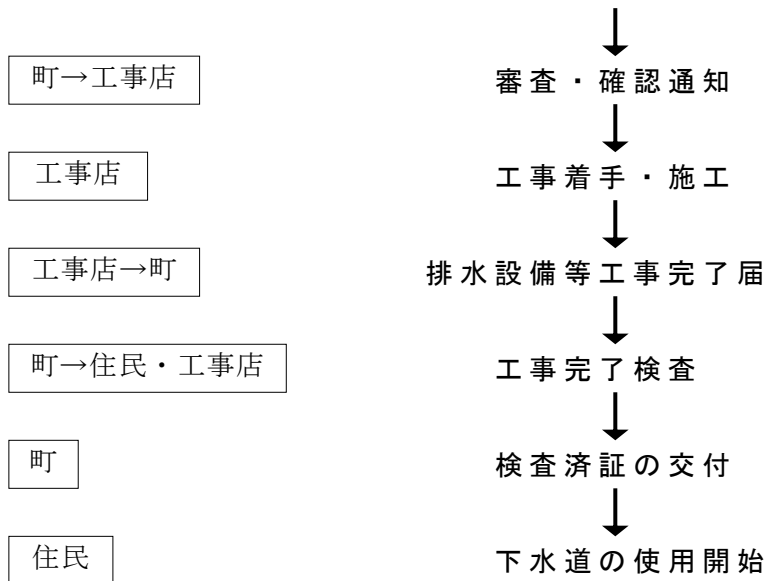 町→工事店 審査・確認通知
工事店 工事着手・施工
工事店→町 排水設備等工事完了届
町→住民・工事店 工事完了検査
町 検査済証の交付
住民 下水道の使用開始